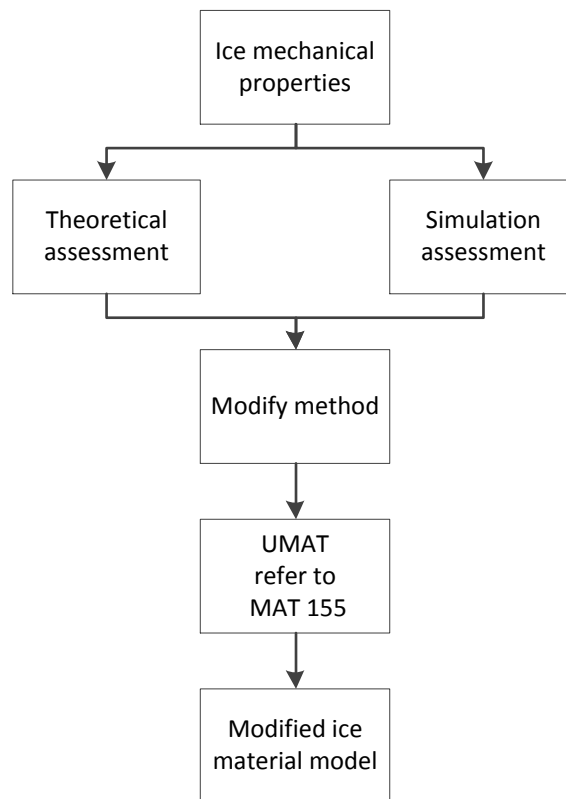 Ice mechanical
properties
Theoretical
assessment
Simulation
assessment
Modify method
UMAT
refer to
MAT 155
Modified ice
material model